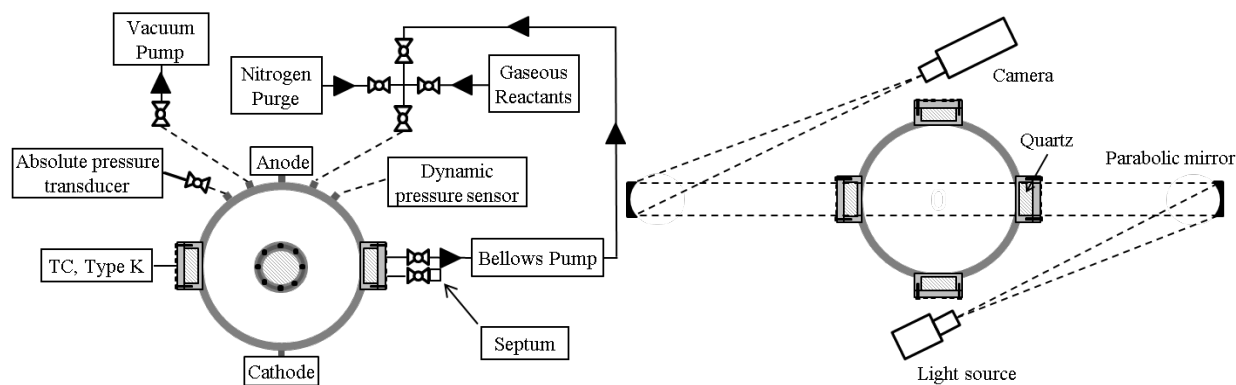 Vacuum
Pump
Nitrogen
Purge
Gaseous
Reactants
Absolute pressure
transducer
Anode
Dynamic
pressure sensor
TC, Type K
Bellows Pump
Septum
Cathode
Camera
Quartz
Parabolic mirror
Light source